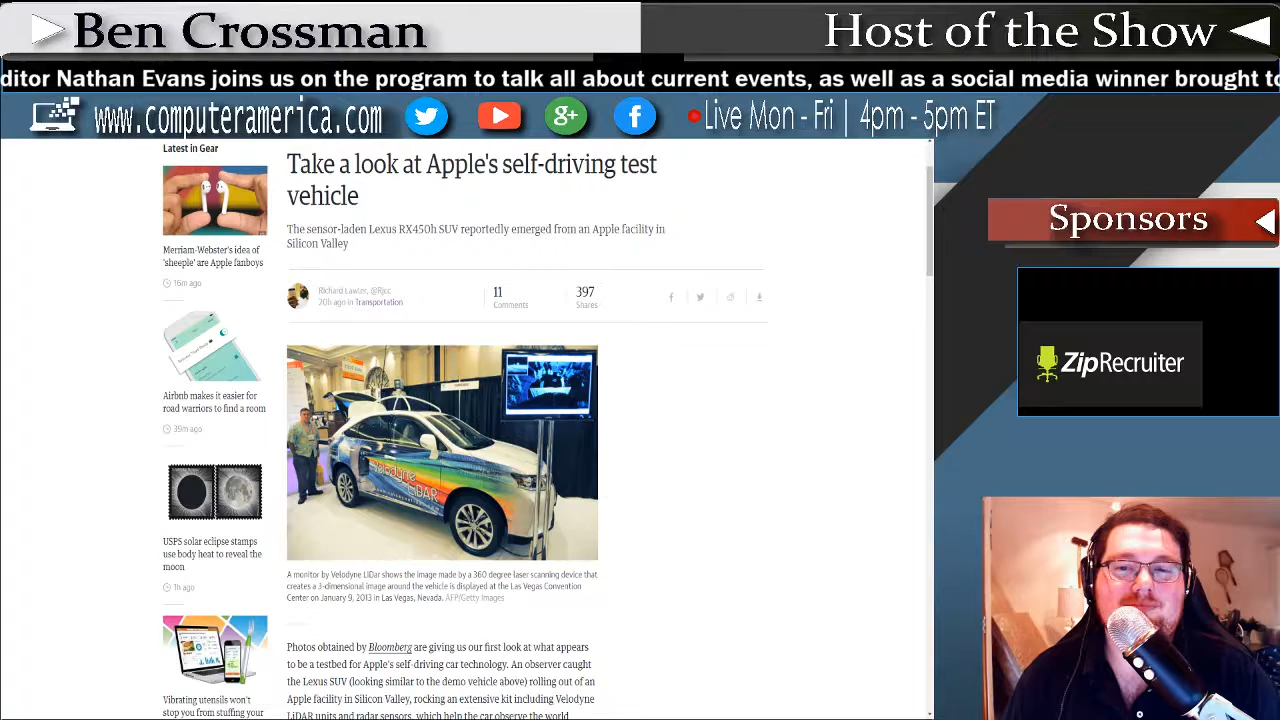 Ben Crossman
Host of the Show
ditor Nathan Evans joins us on the program to talk all about current events, as well as a social media winner brought to
www.computeramerica.com
Live Mon - Fri | 4pm - 5pm ET
Latest in Gear
Merriam-Webster's idea of
'sheeple' are Apple fanboys
16m ago
Airbnb makes it easier for
road warriors to find a room
39m ago
USPS solar eclipse stamps
use body heat to reveal the
moon
1h ago
Vibrating utensils won't
stop you from stuffing your
Take a look at Apple's self-driving test
vehicle
The sensor-laden Lexus RX450h SUV reportedly emerged from an Apple facility in
Silicon Valley
Richard Lawler, @Rjcc
20h ago in Transportation
11
Comments
397
Shares
Velodyne
LiDAR
A monitor by Velodyne LiDar shows the image made by a 360 degree laser scanning device that
creates a 3-dimensional image around the vehicle is displayed at the Las Vegas Convention
Center on January 9, 2013 in Las Vegas, Nevada. AFP/Getty Images
Photos obtained by Bloomberg are giving us our first look at what appears
to be a testbed for Apple's self-driving car technology. An observer caught
the Lexus SUV (looking similar to the demo vehicle above) rolling out of an
Apple facility in Silicon Valley, rocking an extensive kit including Velodyne
LiDAR units and radar sensors, which help the car observe the world
Sponsors
ZipRecruiter